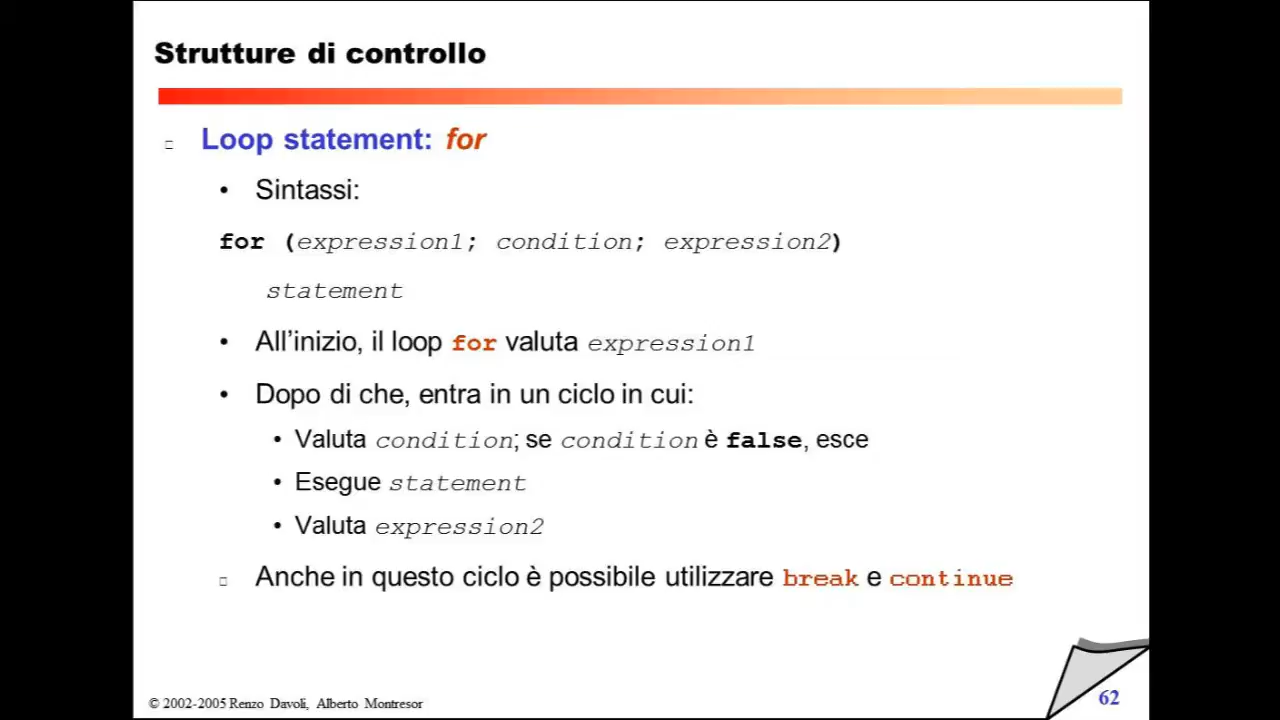 Strutture di controllo
Loop statement: for
• Sintassi:
for (expression1; condition; expression2)
statement
• All’inizio, il loop for valuta expression1
• Dopo di che, entra in un ciclo in cui:
• Valuta condition; se condition è false, esce
• Esegue statement
• Valuta expression2
Anche in questo ciclo è possibile utilizzare break e continue
© 2002-2005 Renzo Davoli, Alberto Montresor
62